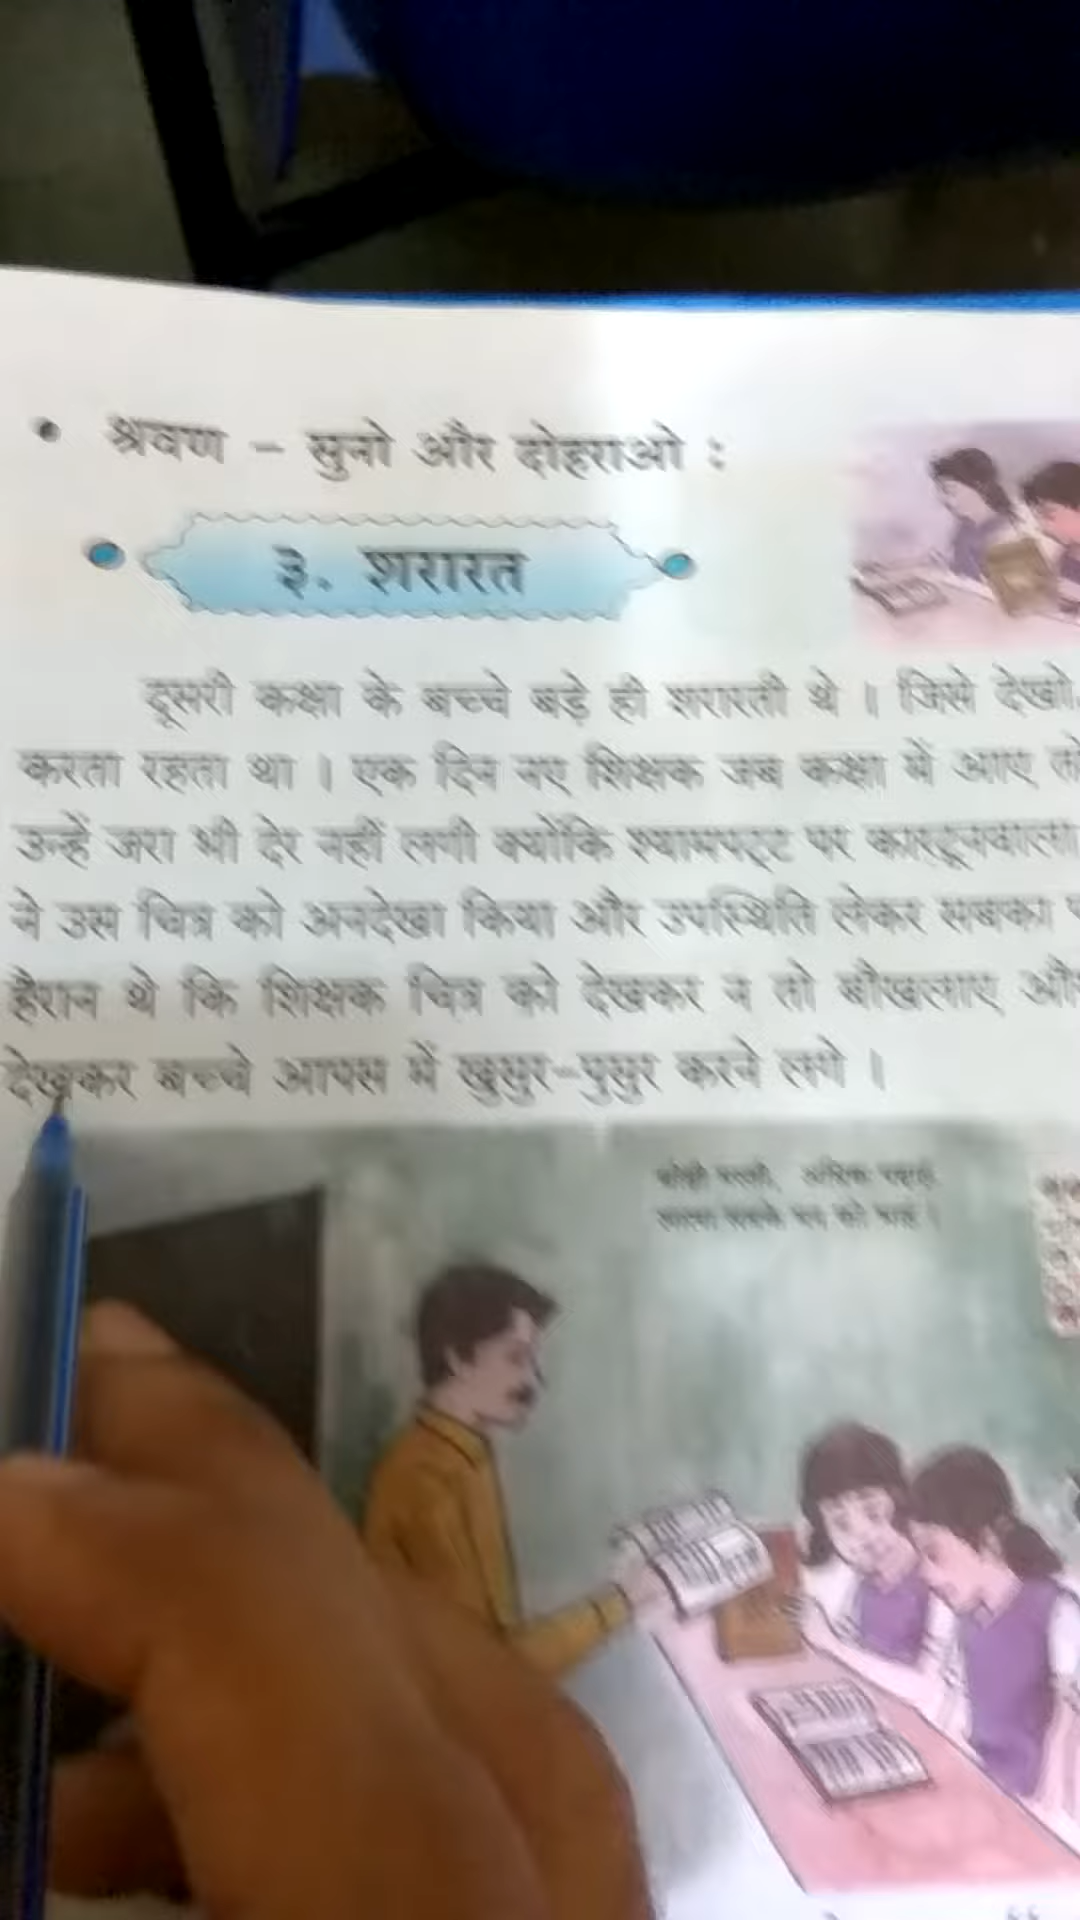 • श्रवण – सुनो और दोहराओ :
३. शरारत
दूसरी कक्षा के बच्चे बड़े ही शरारती थे । जिसे देखो
करता रहता था । एक दिन नए शिक्षक जब कक्षा में आए तो
उन्हें जरा भी देर नहीं लगी क्योंकि श्यामपट्ट पर कारटूनवाला
ने उस चित्र को अनदेखा किया और उपस्थिति लेकर सबका
हैरान थे कि शिक्षक चित्र को देखकर न तो बौखलाए और
देखकर बच्चे आपस में खुसुर-पुसुर करने लगे ।